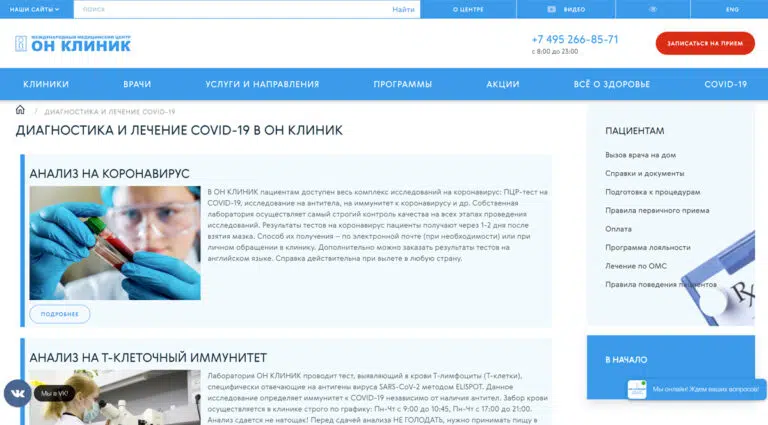 НАШИ САЙТЫ
ПОИСК
Найти
О ЦЕНТРЕ
ВИДЕО
ENG
МЕЖДУНАРОДНЫЙ МЕДИЦИНСКИЙ ЦЕНТР
ОН КЛИНИК
+7 495 266-85-71
с 8:00 до 23:00
ЗАПИСАТЬСЯ НА ПРИЕМ
КЛИНИКИ ВРАЧИ УСЛУГИ И НАПРАВЛЕНИЯ ПРОГРАММЫ АКЦИИ ВСЁ О ЗДОРОВЬЕ COVID-19
/ ДИАГНОСТИКА И ЛЕЧЕНИЕ COVID-19
ДИАГНОСТИКА И ЛЕЧЕНИЕ COVID-19 В ОН КЛИНИК
АНАЛИЗ НА КОРОНАВИРУС
В ОН КЛИНИК пациентам доступен весь комплекс исследований на коронавирус: ПЦР-тест на
COVID-19, исследование на антитела, на иммунитет к коронавирусу и др. Собственная
лаборатория осуществляет самый строгий контроль качества на всех этапах проведения
исследований. Результаты тестов на коронавирус пациенты получают через 1-2 дня после
взятия мазка. Способ их получения – по электронной почте (при необходимости) или при
личном обращении в клинику. Дополнительно можно заказать результаты тестов на
английском языке. Справка действительна при вылете в любую страну.
ПОДРОБНЕЕ
АНАЛИЗ НА Т-КЛЕТОЧНЫЙ ИММУНИТЕТ
Лаборатория ОН КЛИНИК проводит тест, выявляющий в крови Т-лимфоциты (Т-клетки),
специфически отвечающие на антигены вируса SARS-CoV-2 методом ELISPOT. Данное
исследование определяет иммунитет к COVID-19 независимо от наличия антител. Забор крови
осуществляется в клинике строго по графику: Пн-Чт с 9:00 до 10:45, Пн-Чт с 17:00 до 21:00.
Анализ сдается не натощак! Перед сдачей анализа НЕ ГОЛОДАТЬ, нужно принимать пищу в
ПАЦИЕНТАМ
Вызов врача на дом
Справки и документы
Подготовка к процедурам
Правила первичного приема
Оплата
Программа лояльности
Лечение по ОМС
Правила поведения пациентов
В НАЧАЛО
Мы в VK!
Мы онлайн! Ждем ваших вопросов!